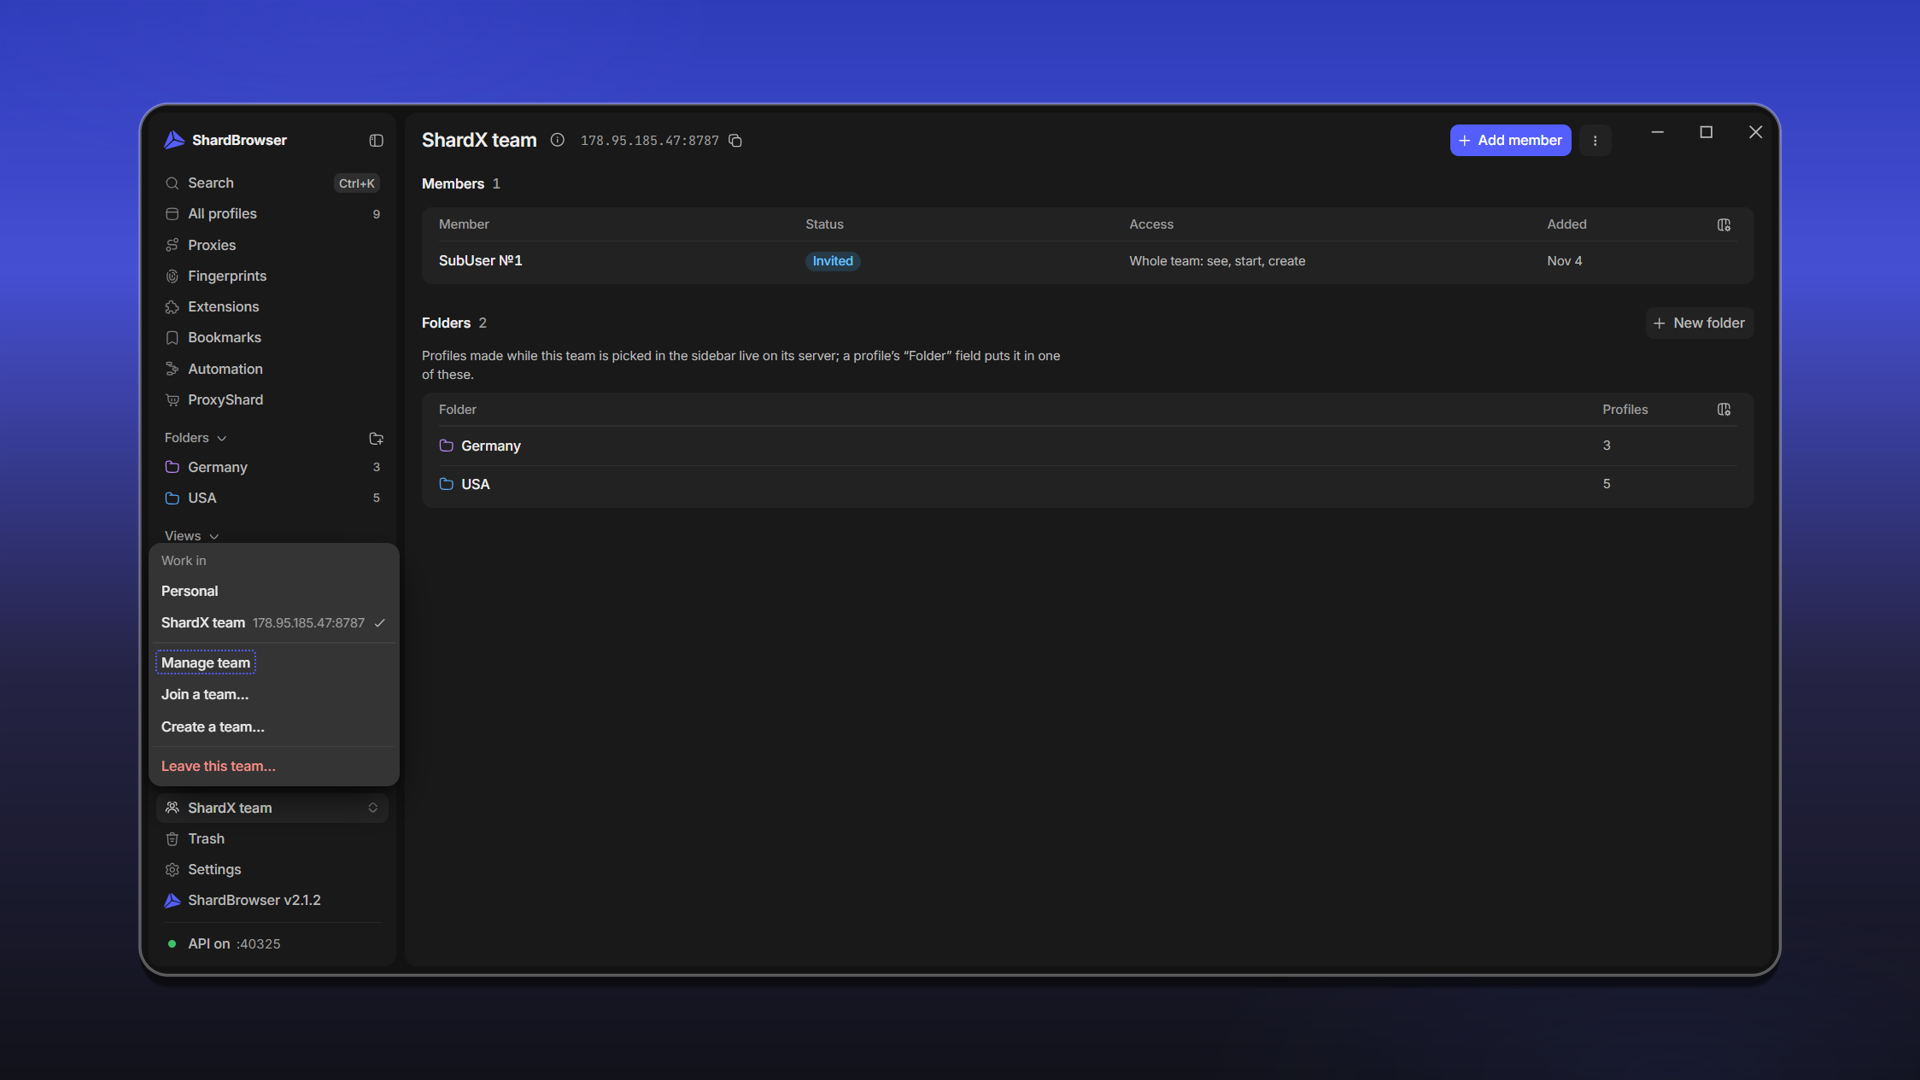 ShardBrowser
Search Ctrl+K
All profiles 9
Proxies
Fingerprints
Extensions
Bookmarks
Automation
ProxyShard
Folders
Germany 3
USA 5
Views
Work in
Personal
ShardX team 178.95.185.47:8787
Manage team
Join a team...
Create a team...
Leave this team...
ShardX team
Trash
Settings
ShardBrowser v2.1.2
API on :40325
ShardX team 178.95.185.47:8787
+ Add member
Members 1
Member Status Access Added
SubUser №1 Invited Whole team: see, start, create Nov 4
Folders 2
+ New folder
Profiles made while this team is picked in the sidebar live on its server; a profile’s “Folder” field puts it in one
of these.
Folder Profiles
Germany 3
USA 5